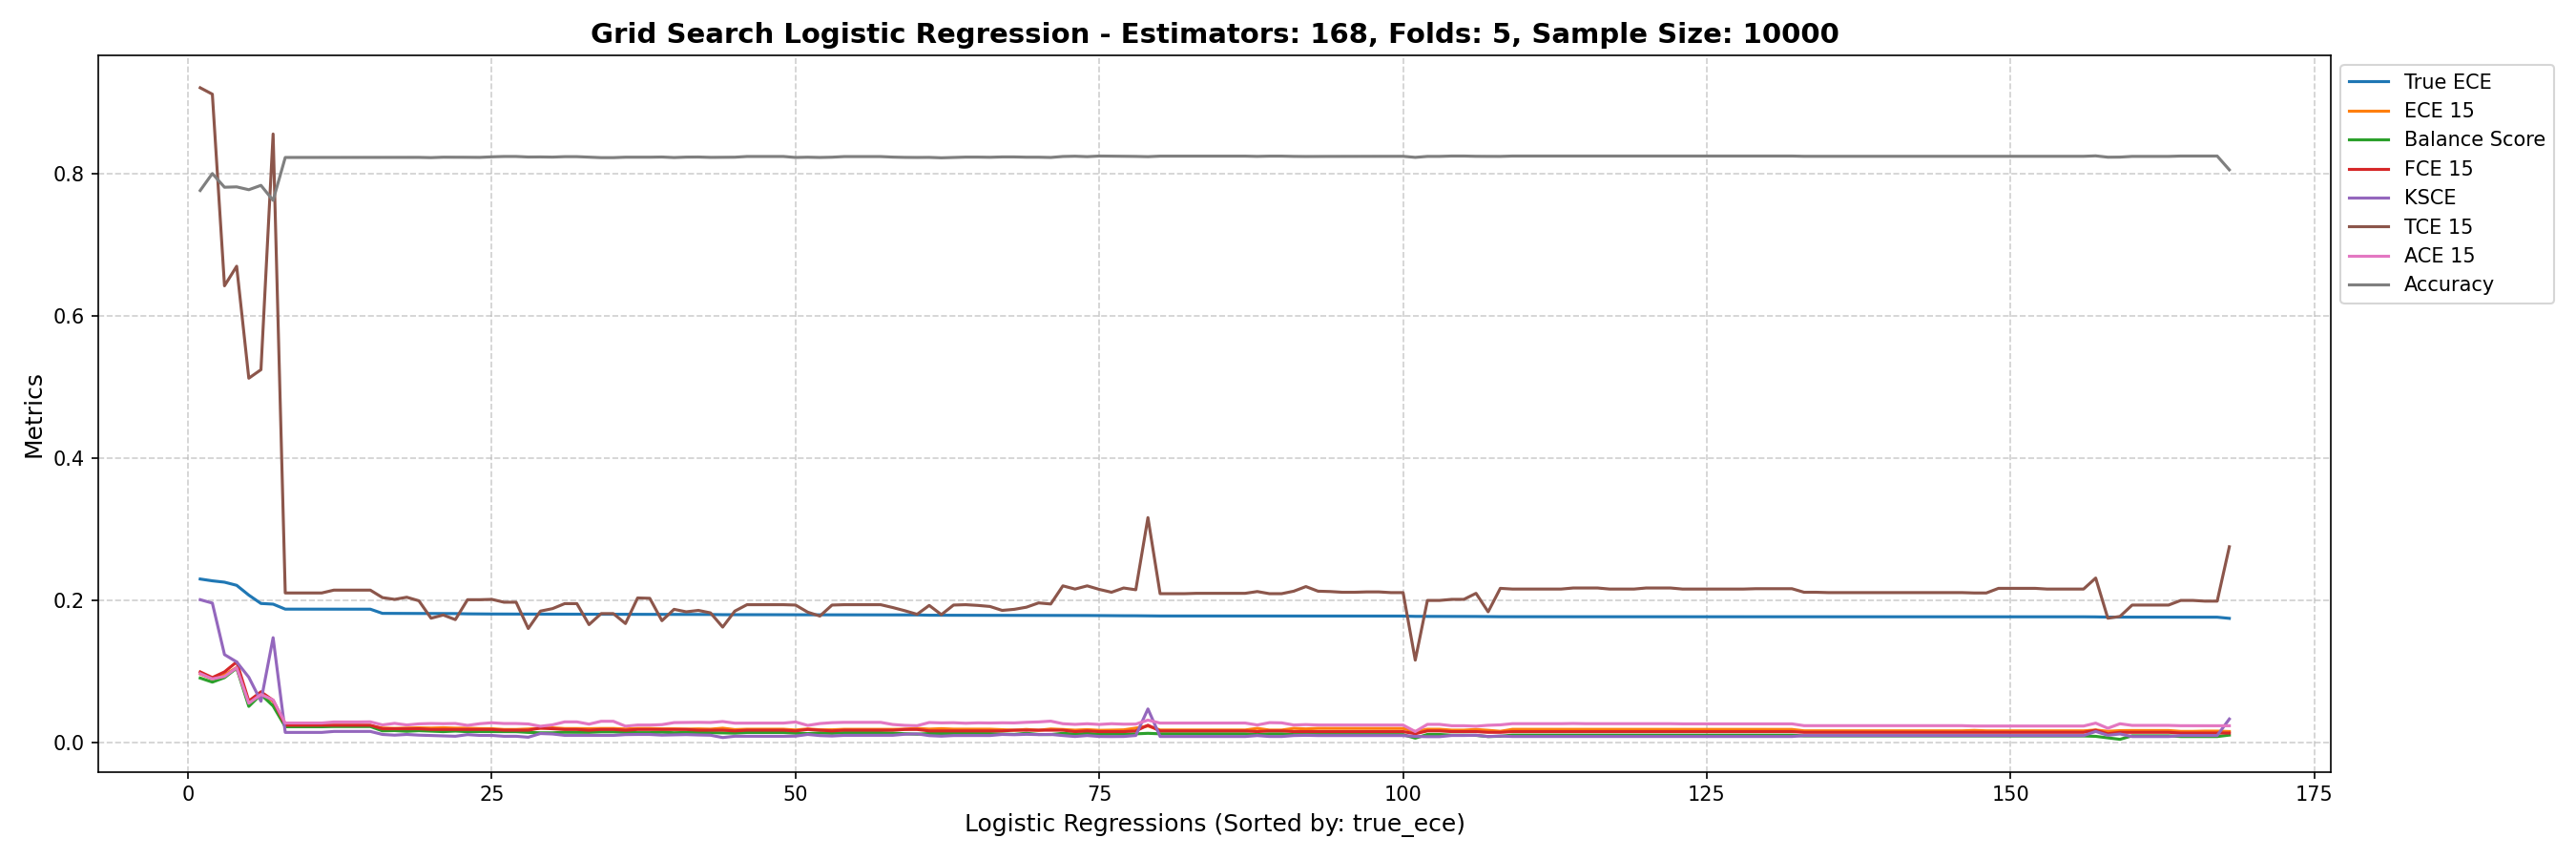 Grid Search Logistic Regression - Estimators: 168, Folds: 5, Sample Size: 10000
True ECE
ECE 15
Balance Score
FCE 15
KSCE
TCE 15
ACE 15
Accuracy
Metrics
0.8
0.6
0.4
0.2
0.0
0 25 50 75 100 125 150 175
Logistic Regressions (Sorted by: true_ece)